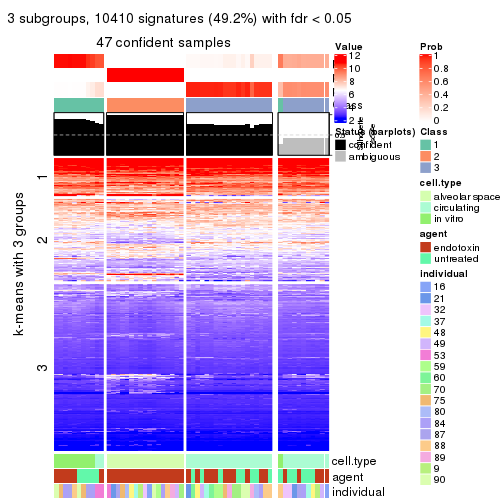 3 subgroups, 10410 signatures (49.2%) with fdr < 0.05
47 confident samples
k-means with 3 groups
1
2
3
cell.type
agent
individual
Value
12
10
8
6
4
2
Status (barplots)
confident
ambiguous
Prob
1
0.8
0.6
0.4
0.2
0
Class
1
2
3
cell.type
alveolar space
circulating
in vitro
agent
endotoxin
untreated
individual
16
21
32
37
48
49
53
59
60
70
75
80
84
87
88
89
9
90